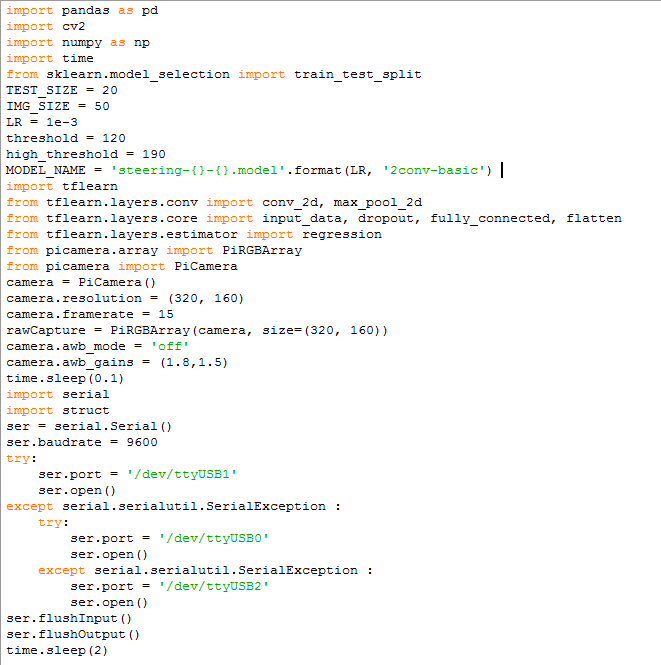 import pandas as pd
import cv2
import numpy as np
import time
from sklearn.model_selection import train_test_split
TEST_SIZE = 20
IMG_SIZE = 50
LR = 1e-3
threshold = 120
high_threshold = 190
MODEL_NAME = 'steering-{}-{}.model'.format(LR, '2conv-basic')
import tflearn
from tflearn.layers.conv import conv_2d, max_pool_2d
from tflearn.layers.core import input_data, dropout, fully_connected, flatten
from tflearn.layers.estimator import regression
from picamera.array import PiRGBArray
from picamera import PiCamera
camera = PiCamera()
camera.resolution = (320, 160)
camera.framerate = 15
rawCapture = PiRGBArray(camera, size=(320, 160))
camera.awb_mode = 'off'
camera.awb_gains = (1.8,1.5)
time.sleep(0.1)
import serial
import struct
ser = serial.Serial()
ser.baudrate = 9600
try:
    ser.port = '/dev/ttyUSB1'
    ser.open()
except serial.serialutil.SerialException :
    try:
        ser.port = '/dev/ttyUSB0'
        ser.open()
    except serial.serialutil.SerialException :
        ser.port = '/dev/ttyUSB2'
        ser.open()
ser.flushInput()
ser.flushOutput()
time.sleep(2)